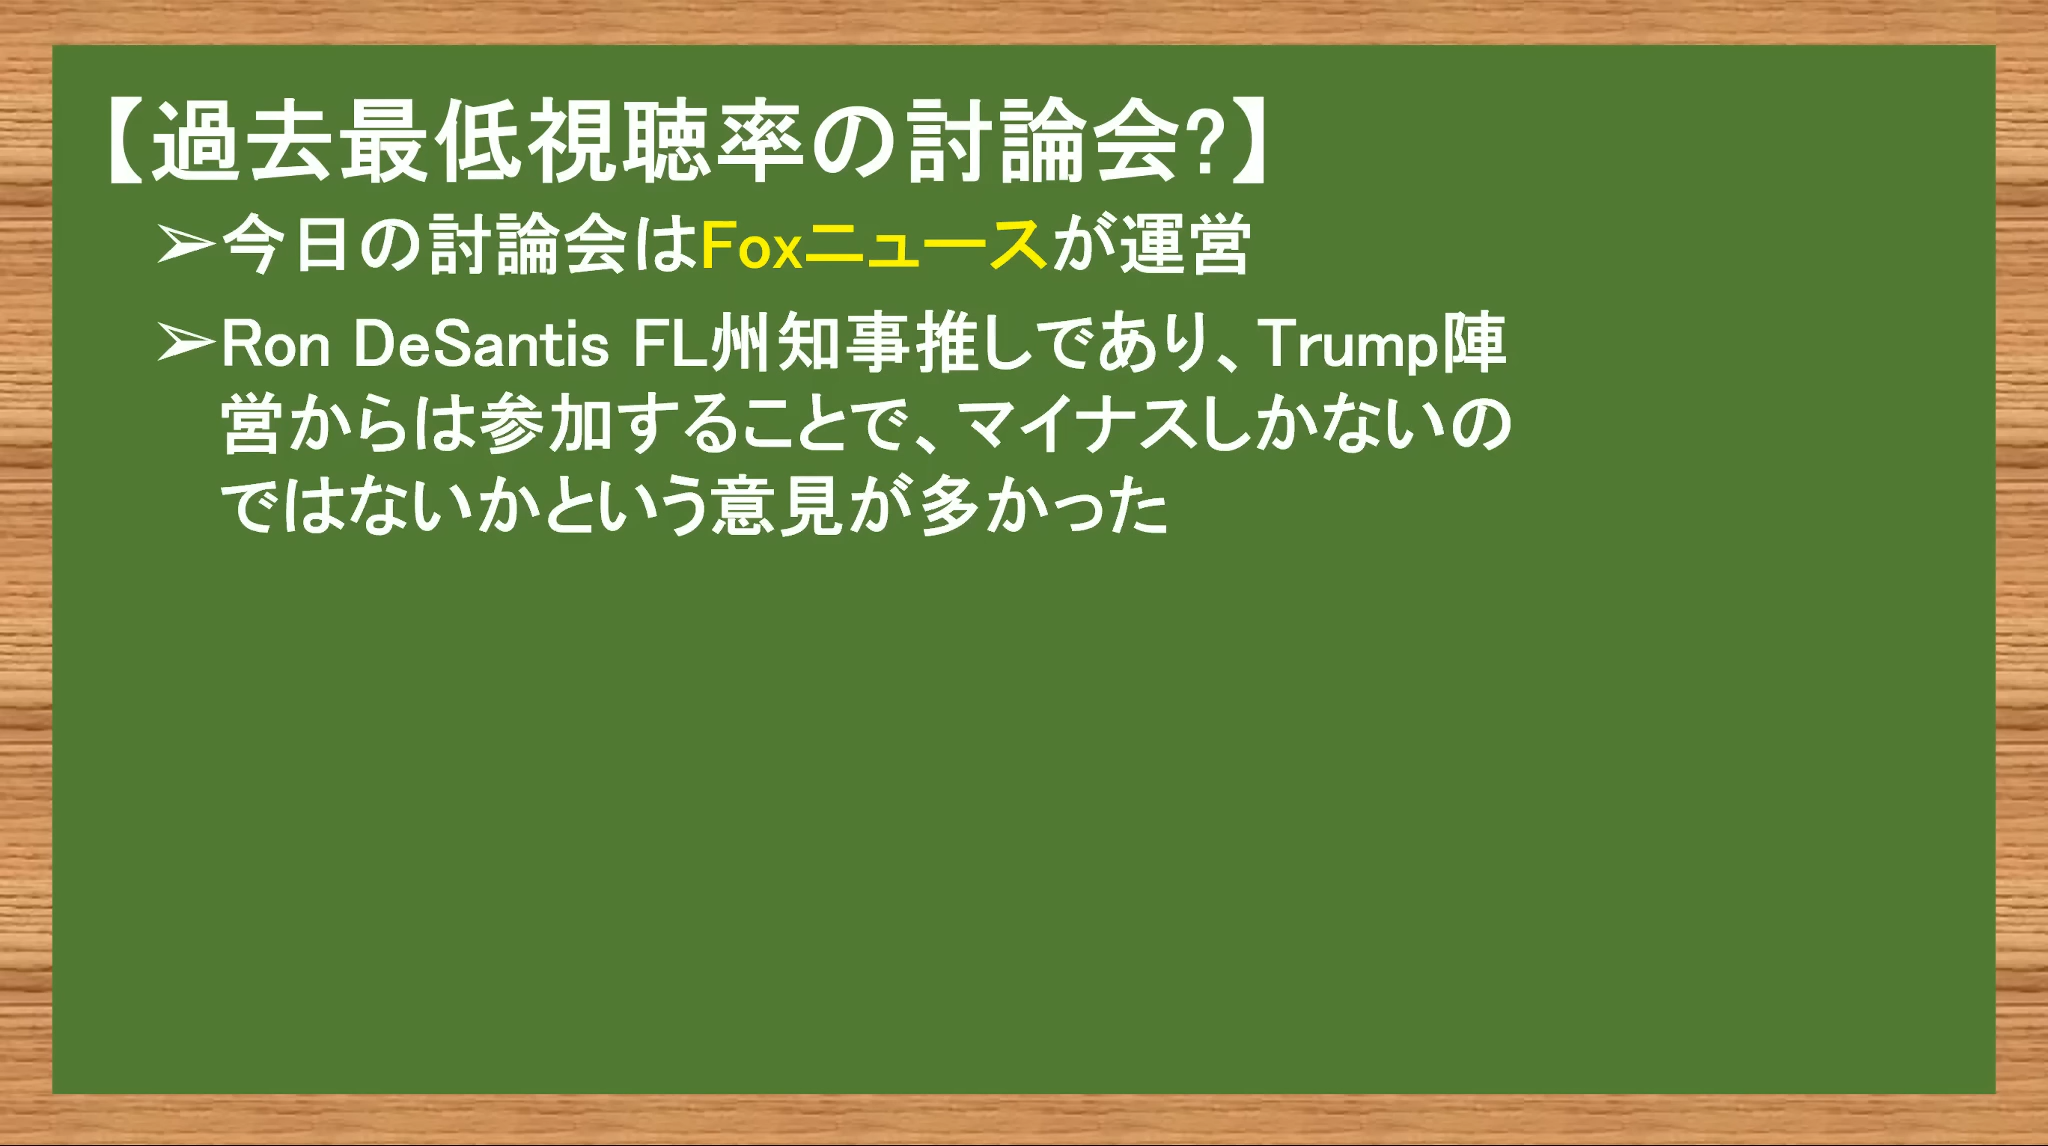 【過去最低視聴率の討論会?】
➢今日の討論会はFoxニュースが運営
➢Ron DeSantis FL州知事推しであり、Trump陣
営からは参加することで、マイナスしかないの
ではないかという意見が多かった